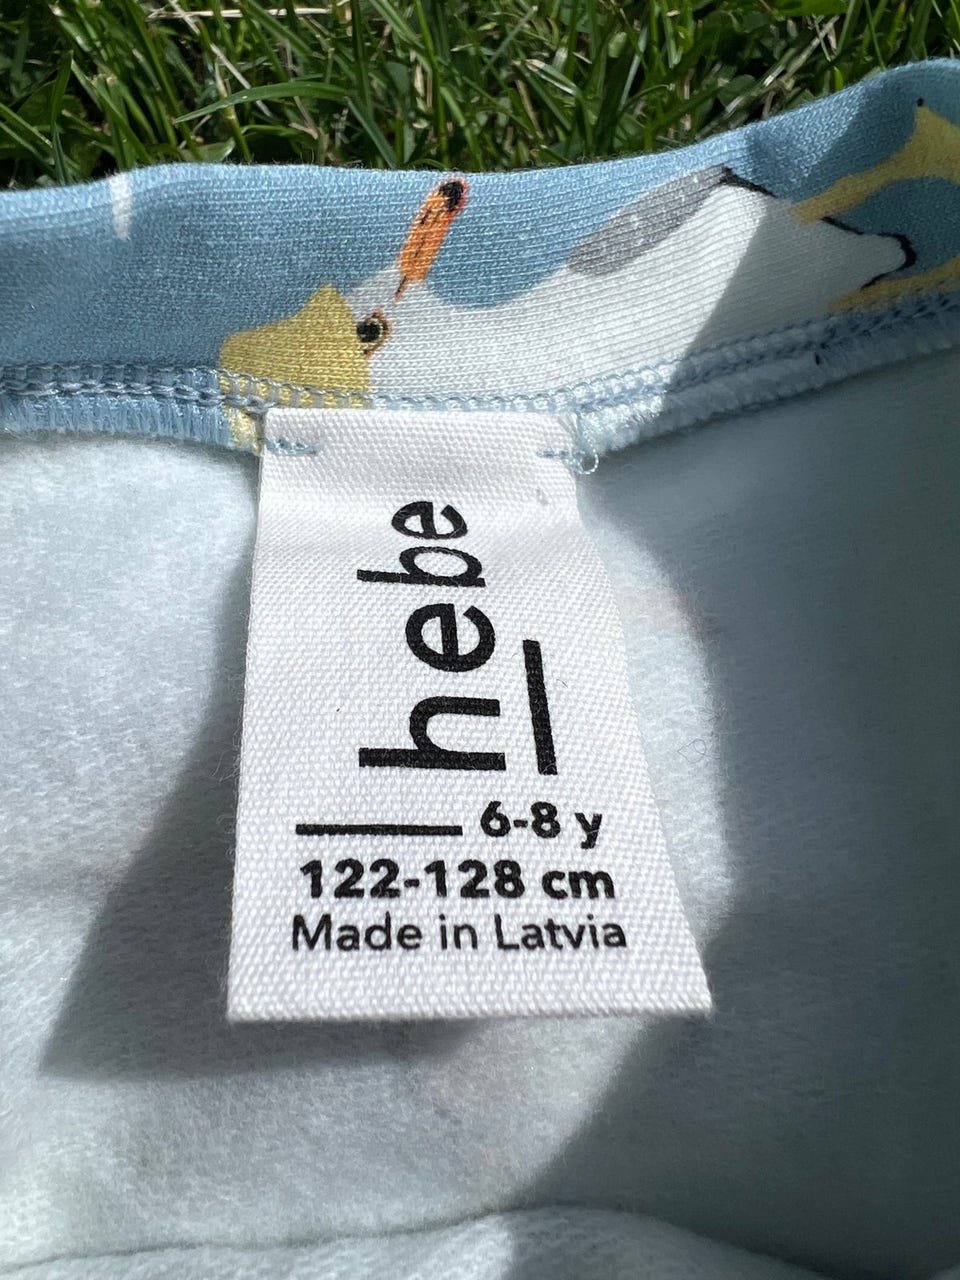 hebe
6-8 y
122-128 cm
Made in Latvia